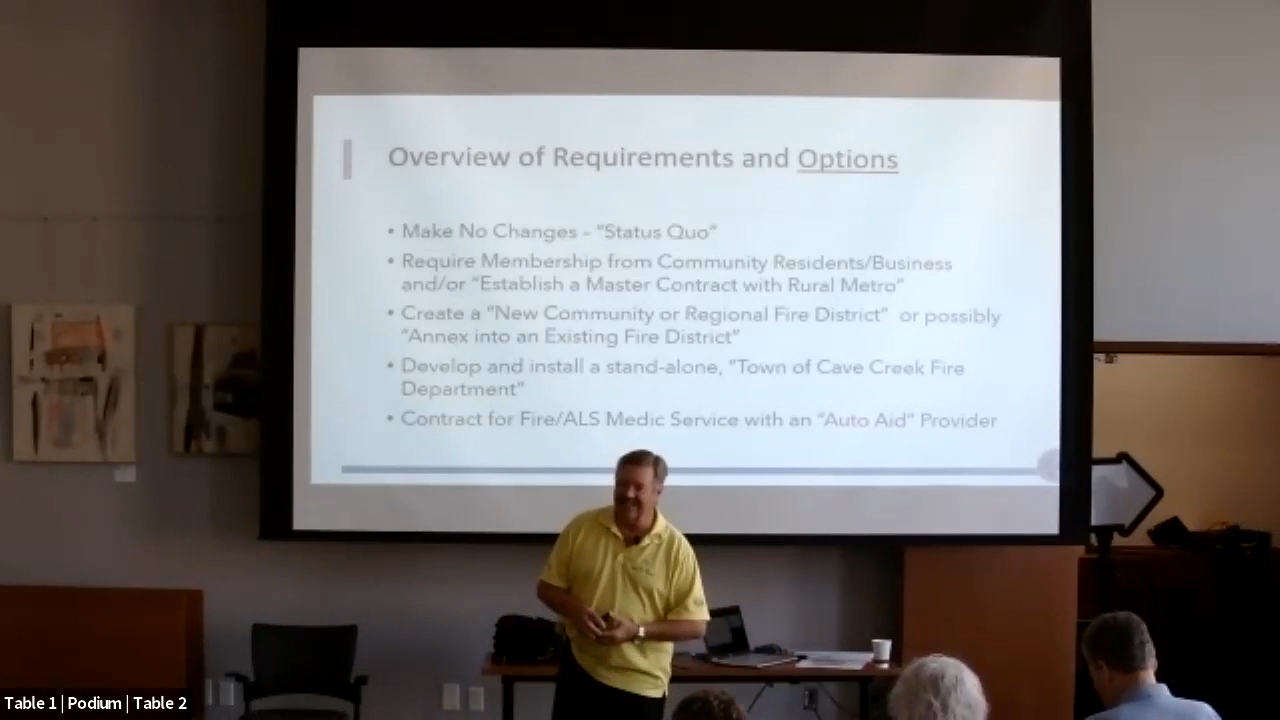 Overview of Requirements and Options
• Make No Changes - "Status Quo"
• Require Membership from Community Residents/Business
and/or "Establish a Master Contract with Rural Metro"
• Create a "New Community or Regional Fire District" or possibly
"Annex into an Existing Fire District"
• Develop and install a stand-alone, "Town of Cave Creek Fire
Department"
• Contract for Fire/ALS Medic Service with an "Auto Aid" Provider
Table 1 | Podium | Table 2